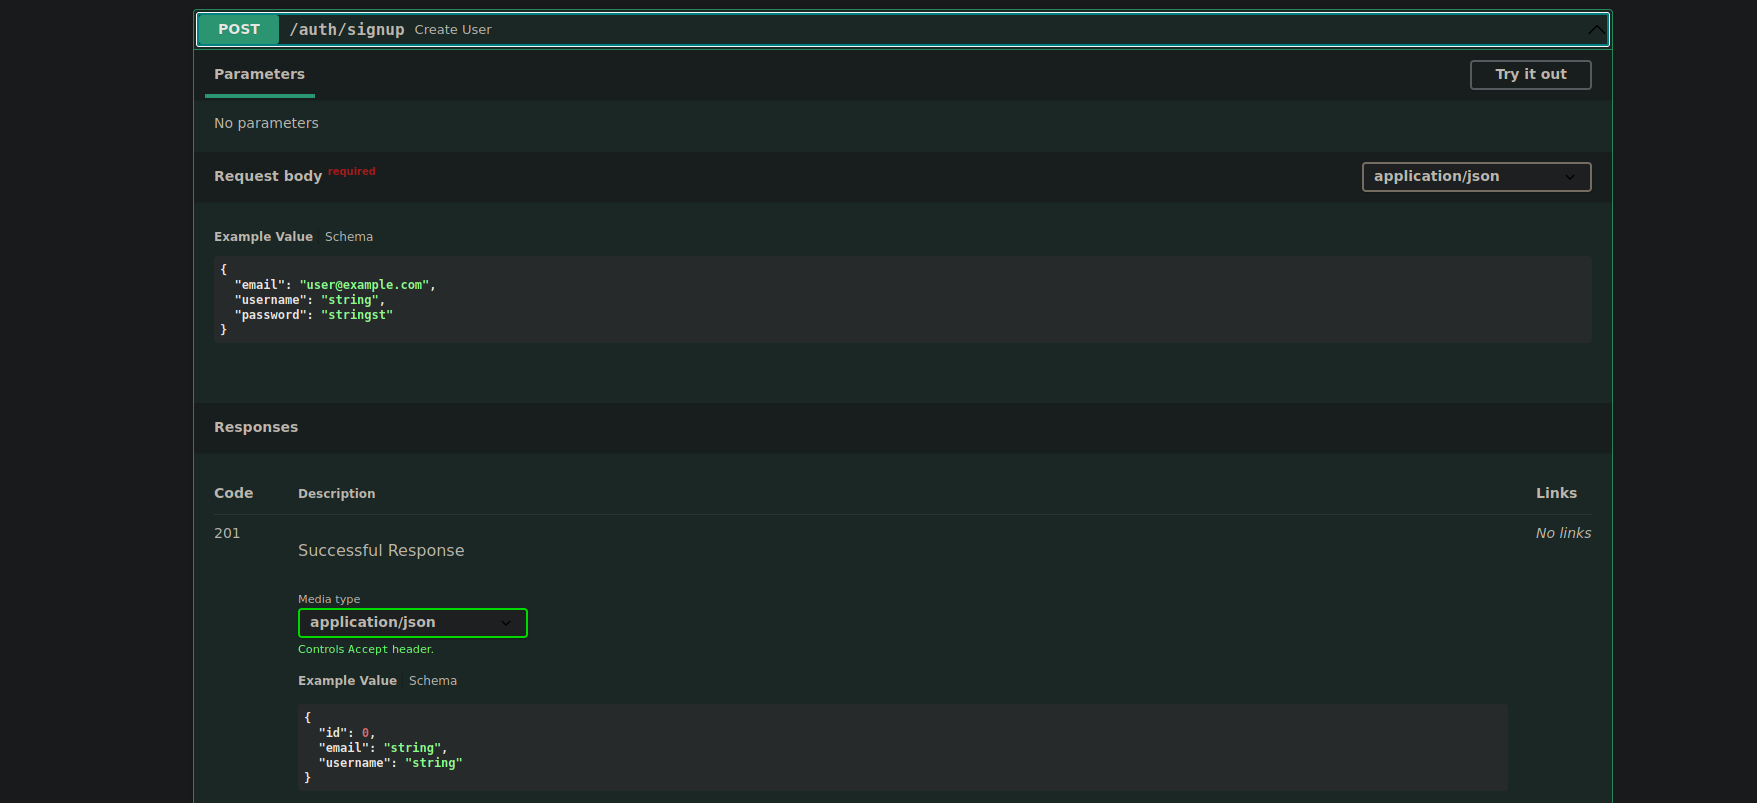 POST /auth/signup Create User
Parameters
Try it out
No parameters
Request body required
application/json
Example Value Schema
{
  "email": "user@example.com",
  "username": "string",
  "password": "stringst"
}
Responses
Code Description Links
201 Successful Response No links
Media type
application/json
Controls Accept header.
Example Value Schema
{
  "id": 0,
  "email": "string",
  "username": "string"
}